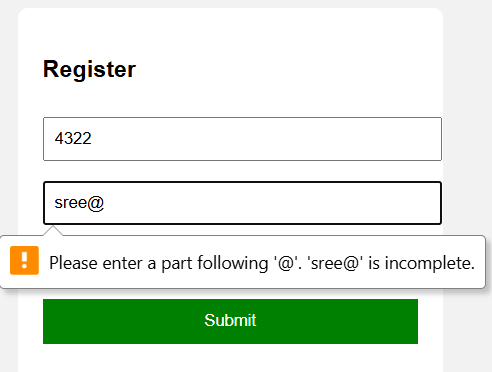 Register
4322
sree@
Please enter a part following '@'. 'sree@' is incomplete.
Submit